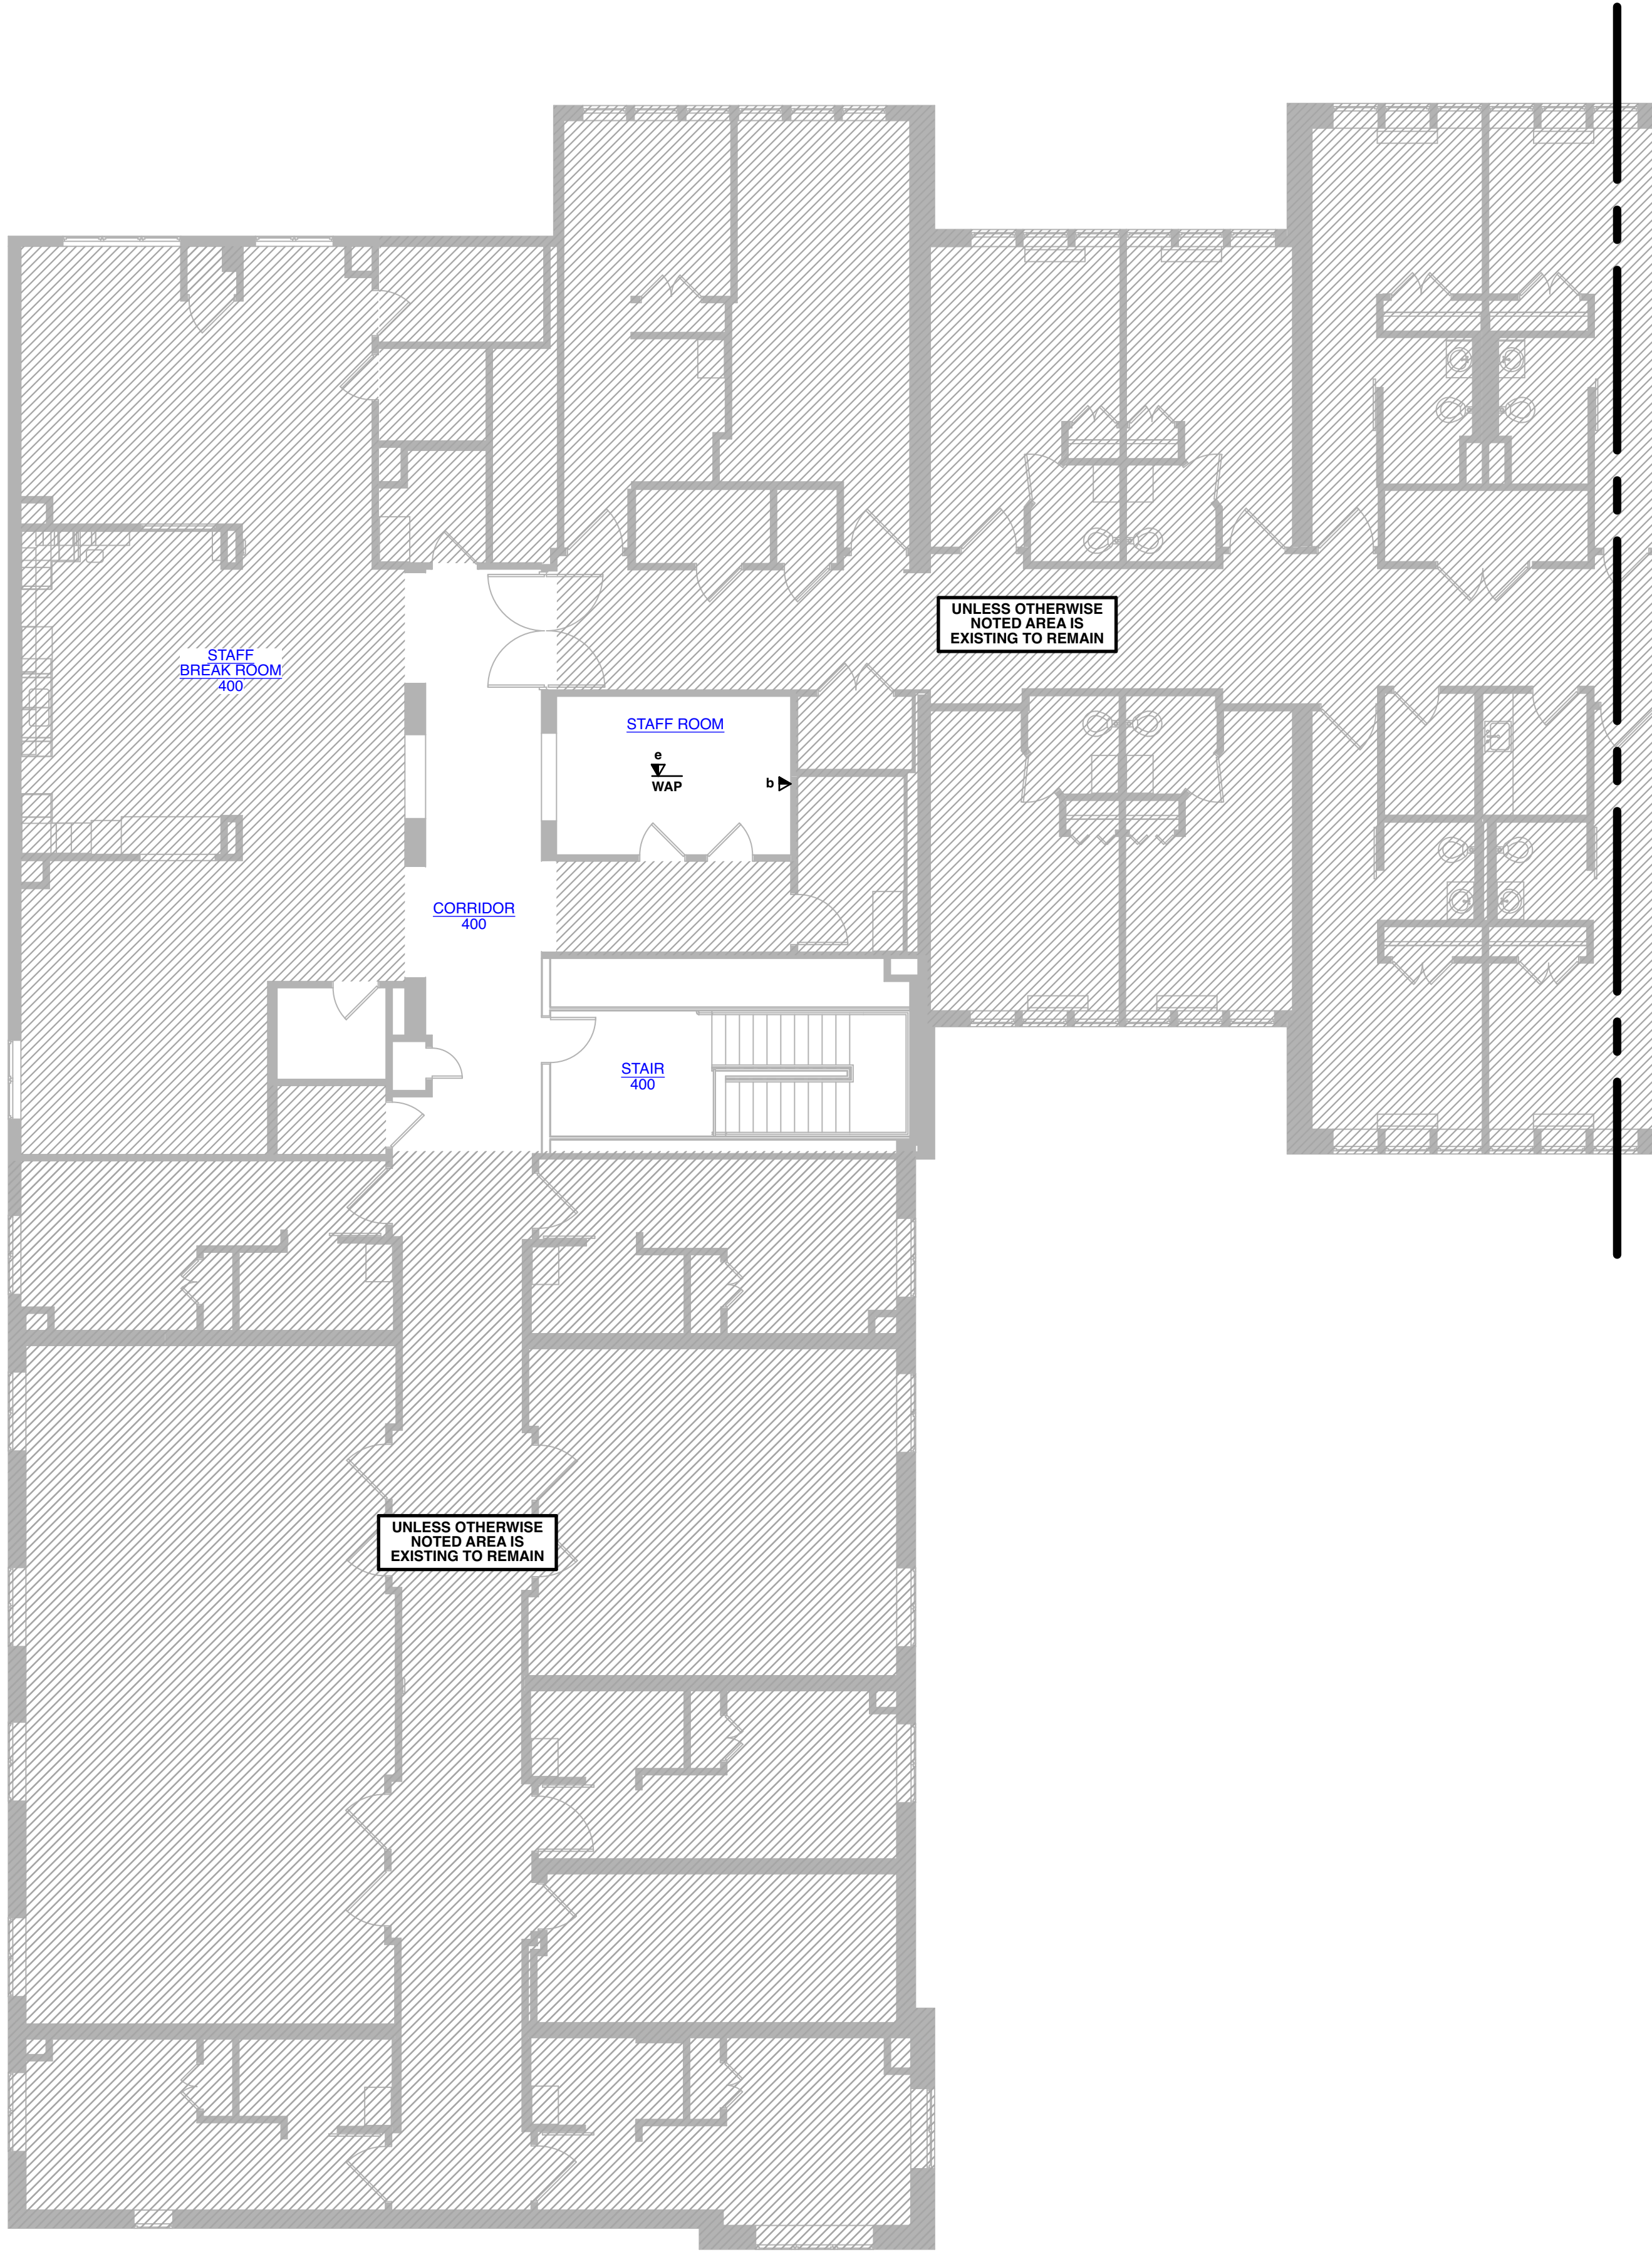 UNLESS OTHERWISE
NOTED AREA IS
EXISTING TO REMAIN
STAFF
BREAK ROOM
400
STAFF ROOM
e
WAP
b
CORRIDOR
400
STAIR
400
UNLESS OTHERWISE
NOTED AREA IS
EXISTING TO REMAIN